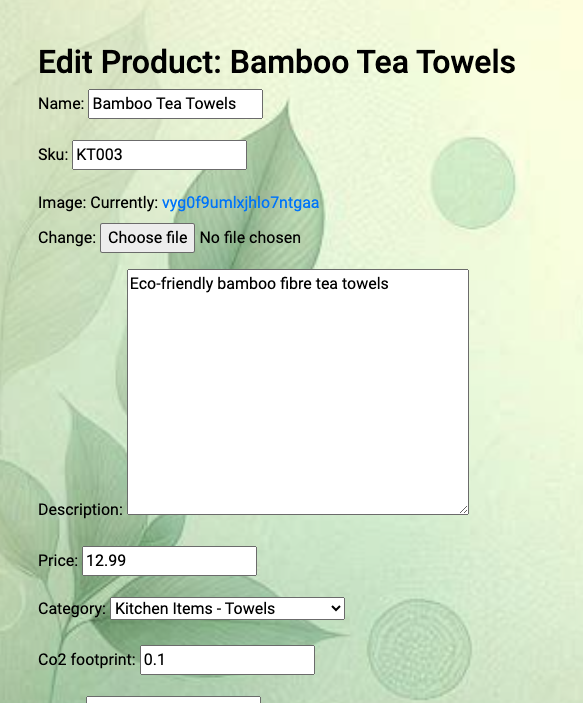 Edit Product: Bamboo Tea Towels
Name: Bamboo Tea Towels
Sku: KT003
Image: Currently: vyg0f9umlxjhlo7ntgaa
Change: Choose file No file chosen
Eco-friendly bamboo fibre tea towels
Description:
Price: 12.99
Category: Kitchen Items - Towels
Co2 footprint: 0.1